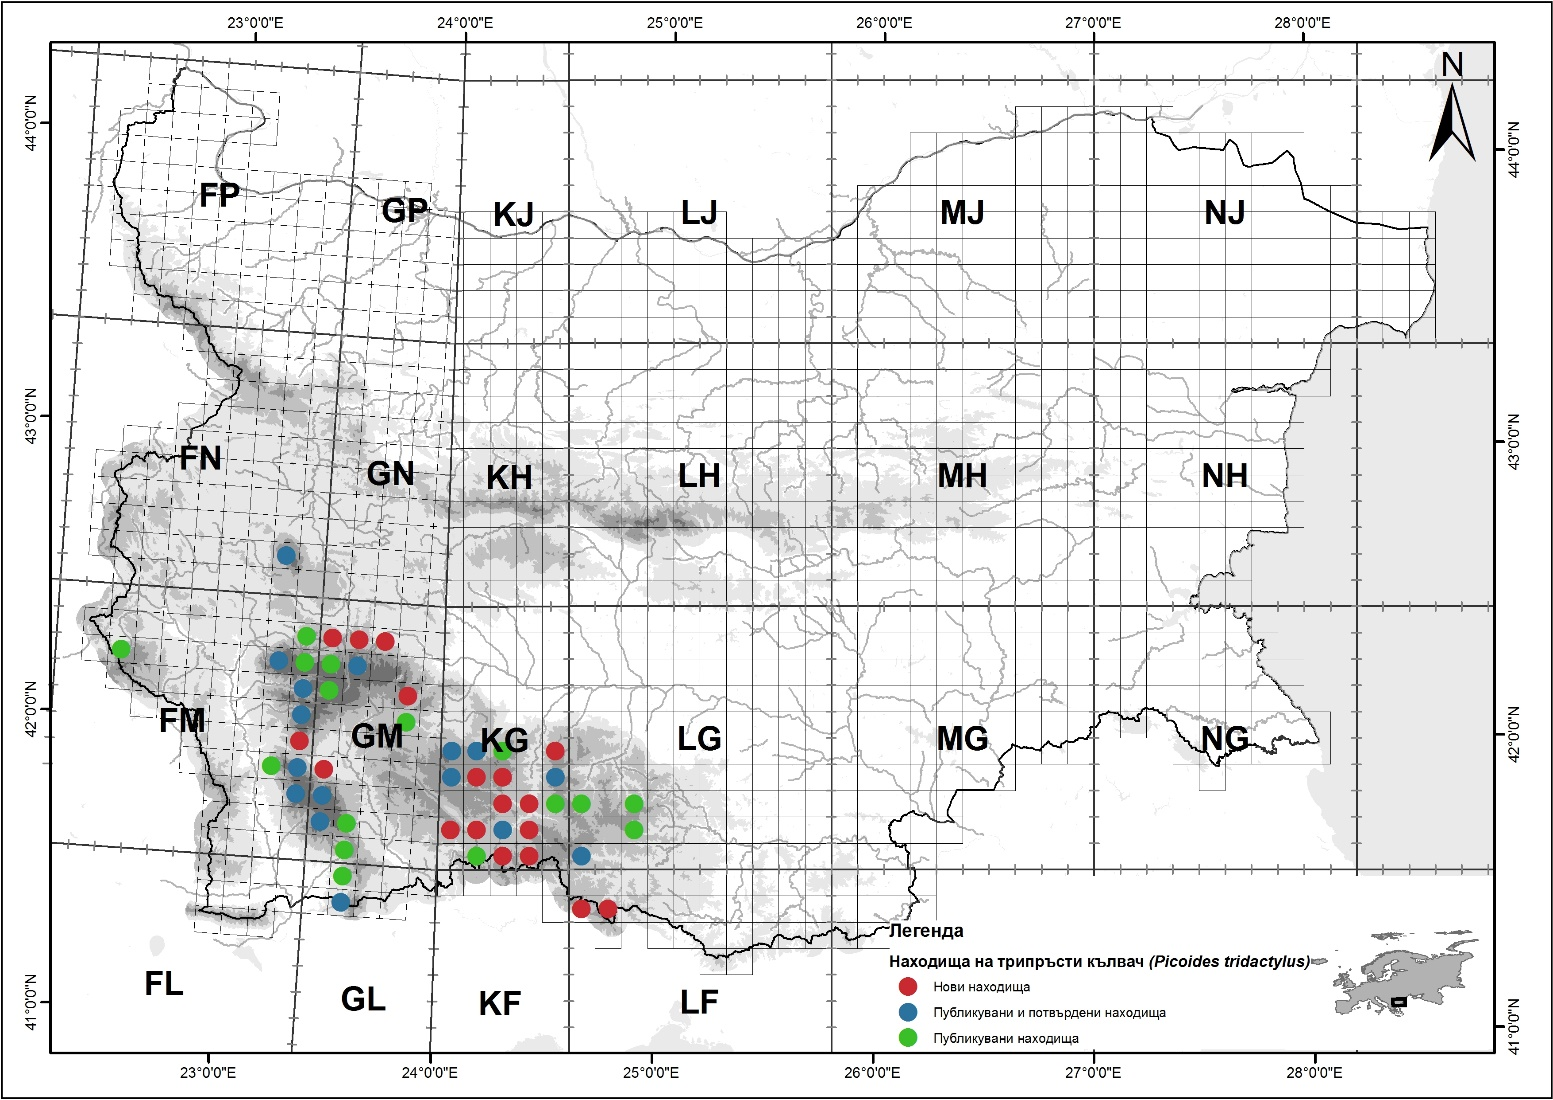 23°0'0"E 24°0'0"E 25°0'0"E 26°0'0"E 27°0'0"E 28°0'0"E
N
44°0'0"N 44°0'0"N
FP GP KJ LJ MJ NJ
43°0'0"N 43°0'0"N
FN GN KH LH MH NH
42°0'0"N 42°0'0"N
FM GM KG LG MG NG
Легенда
Находища на трипръсти кълвач (Picoides tridactylus)
Нови находища
Публикувани и потвърдени находища
Публикувани находища
FL GL KF LF
41°0'0"N 41°0'0"N
23°0'0"E 24°0'0"E 25°0'0"E 26°0'0"E 27°0'0"E 28°0'0"E